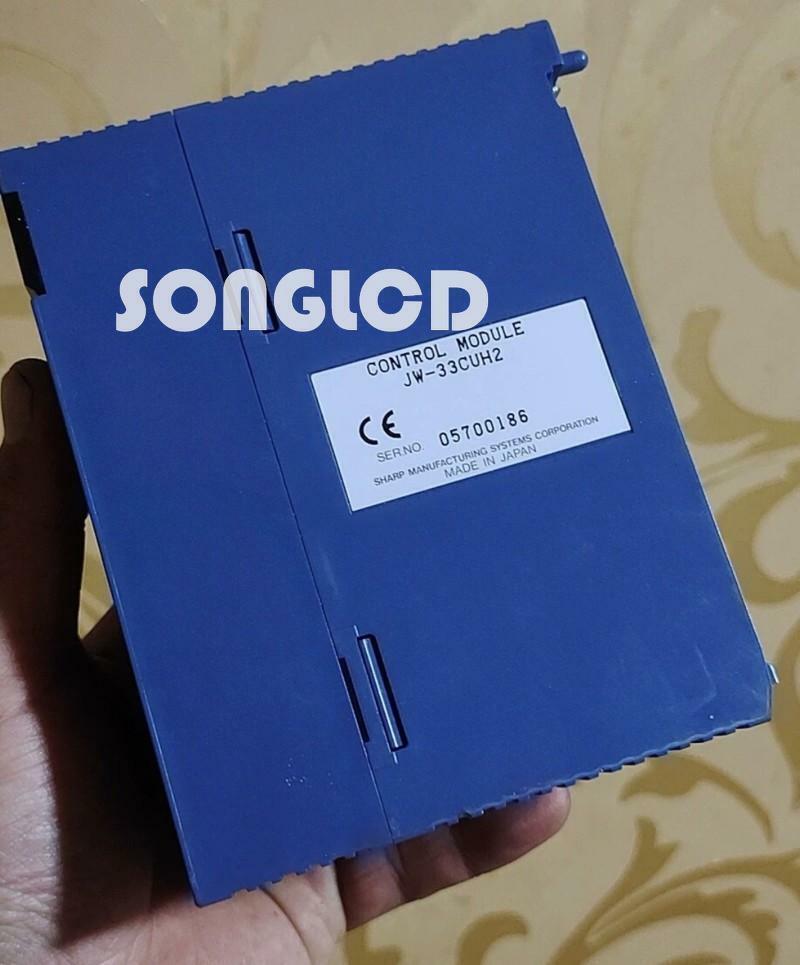 SONGLCD
CONTROL MODULE
JW-33CUH2
CE
SER.NO. 05700186
SHARP MANUFACTURING SYSTEMS CORPORATION
MADE IN JAPAN